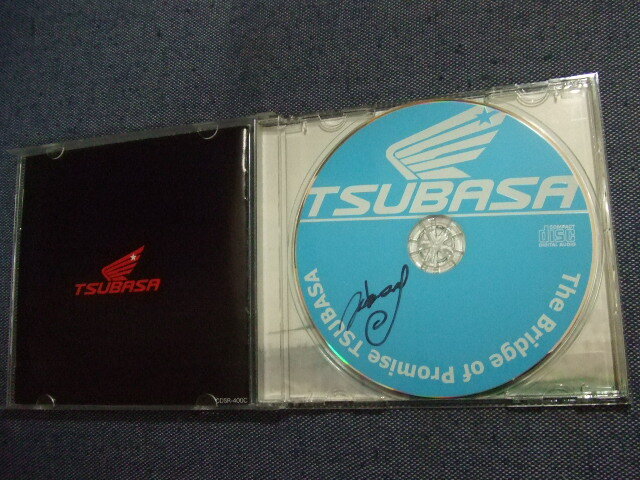 TSUBASA
CDSR-400C
TSUBASA
COMPACT
disc
DIGITAL AUDIO
The Bridge of Promise TSUBASA